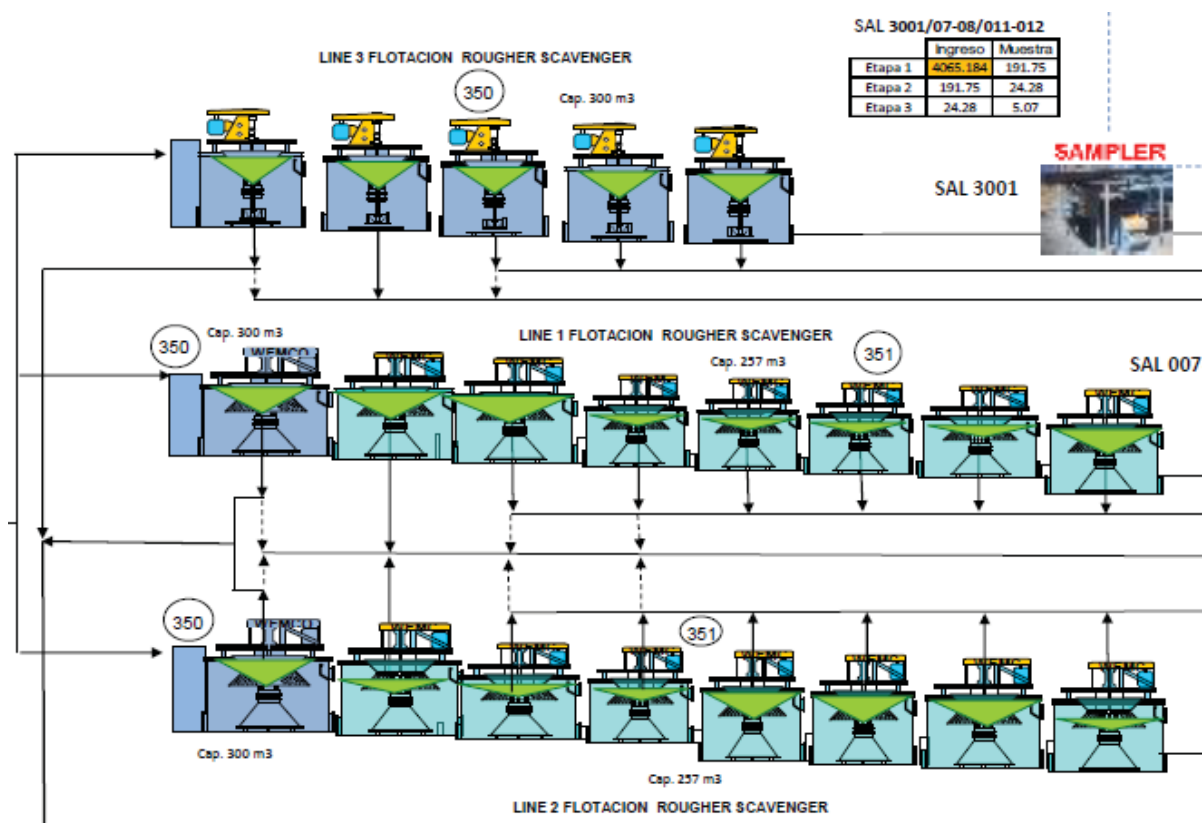 SAL 3001/07-08/011-012
Ingreso Muestra
Etapa 1 4065.184 191.75
Etapa 2 191.75 24.28
Etapa 3 24.28 5.07
LINE 3 FLOTACION ROUGHER SCAVENGER
350
Cap. 300 m3
SAMPLER
SAL 3001
Cap. 300 m3
350
LINE 1 FLOTACION ROUGHER SCAVENGER
Cap. 257 m3
351
SAL 007
WEMCO
350
351
WEMCO
Cap. 300 m3
Cap. 257 m3
LINE 2 FLOTACION ROUGHER SCAVENGER